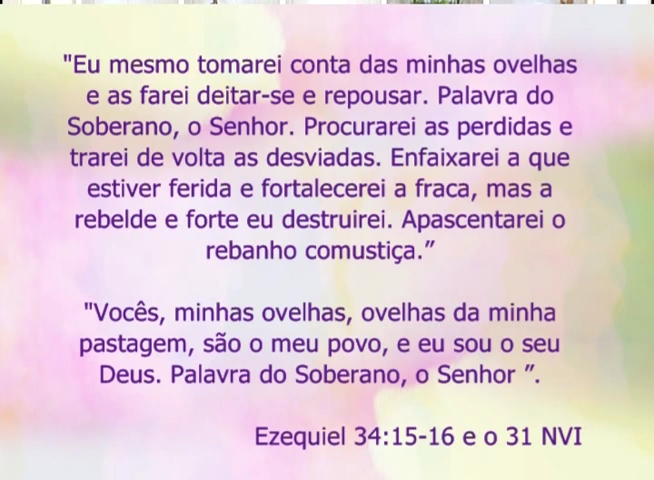 "Eu mesmo tomarei conta das minhas ovelhas
e as farei deitar-se e repousar. Palavra do
Soberano, o Senhor. Procurarei as perdidas e
trarei de volta as desviadas. Enfaixarei a que
estiver ferida e fortalecerei a fraca, mas a
rebelde e forte eu destruirei. Apascentarei o
rebanho comustiça.”
"Vocês, minhas ovelhas, ovelhas da minha
pastagem, são o meu povo, e eu sou o seu
Deus. Palavra do Soberano, o Senhor ”.
Ezequiel 34:15-16 e o 31 NVI